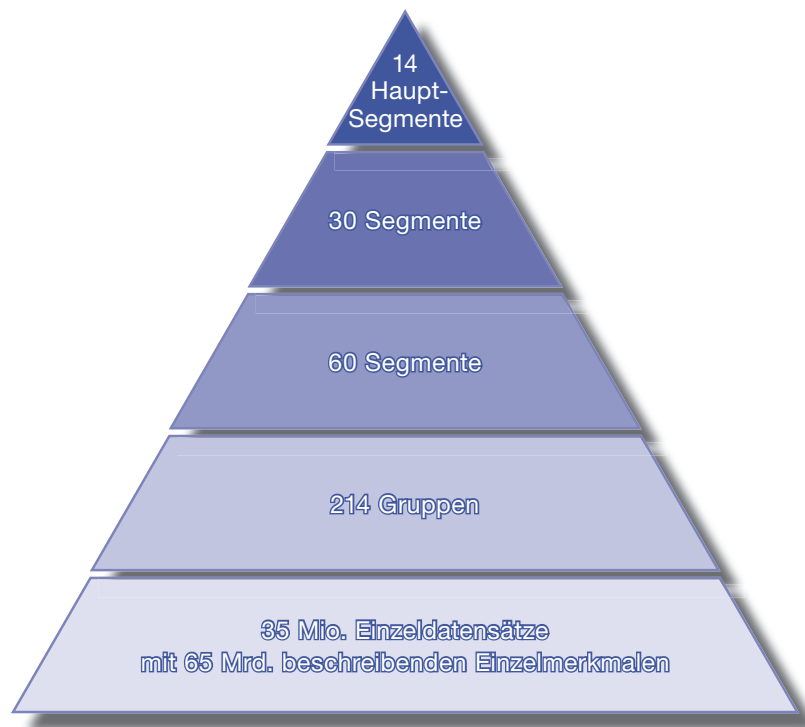 14
Haupt-
Segmente
30 Segmente
60 Segmente
214 Gruppen
35 Mio. Einzeldatensätze
mit 65 Mrd. beschreibenden Einzelmerkmalen